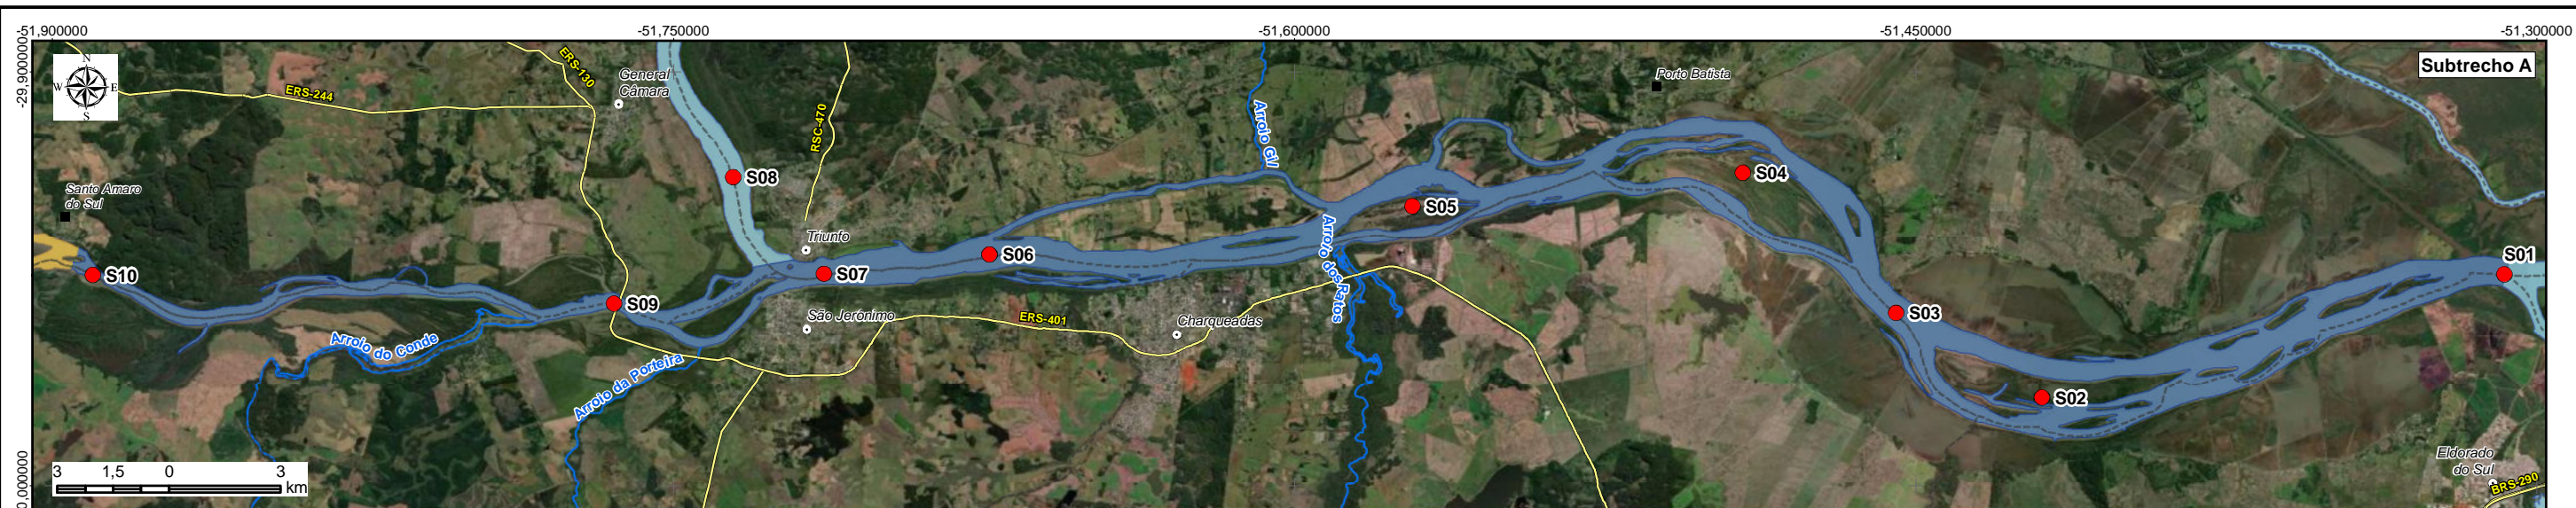 -51,900000
-51,750000
-51,600000
-51,450000
-51,300000
-29,900000
Subtrecho A
N
W E
S
ERS-244
ERS-130
General
Câmara
RSC-470
Porto Batista
Arroio Gil
S08
S04
Santo Amaro
do Sul
S05
Triunfo
Arroio dos Ratos
S06
S10
S07
S01
S09
S03
São Jerônimo
ERS-401
Charqueadas
Arroio do Conde
Arroio da Porteira
S02
Eldorado
do Sul
BRS-290
3 1,5 0 3
km